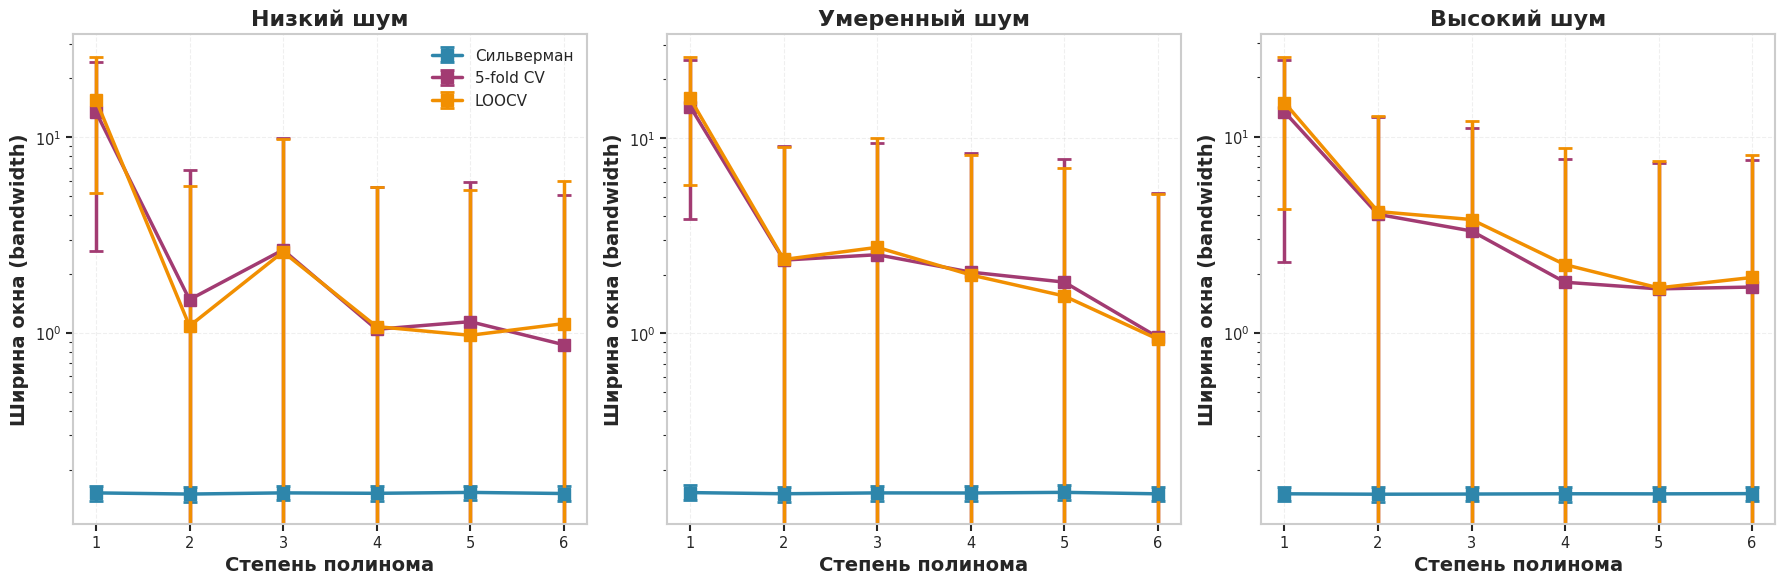 Низкий шум
Ширина окна (bandwidth)
10¹
10⁰
Сильверман
5-fold CV
LOOCV
1 2 3 4 5 6
Степень полинома
Умеренный шум
Ширина окна (bandwidth)
10¹
10⁰
1 2 3 4 5 6
Степень полинома
Высокий шум
Ширина окна (bandwidth)
10¹
10⁰
1 2 3 4 5 6
Степень полинома